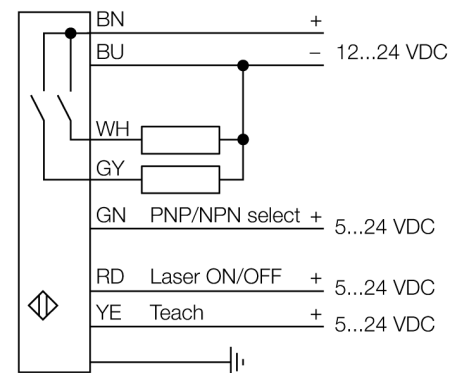 BN +
BU – 12...24 VDC
WH
GY
GN PNP/NPN select + 5...24 VDC
RD Laser ON/OFF + 5...24 VDC
YE Teach + 5...24 VDC